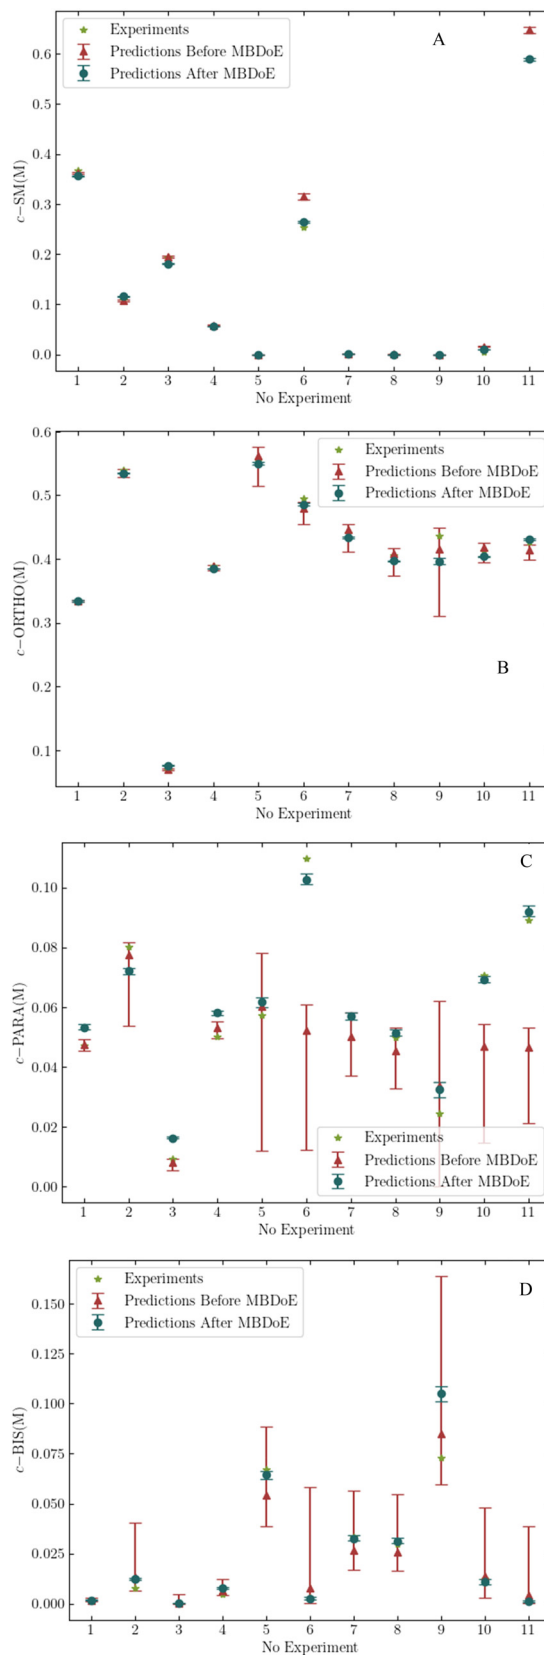 A
Experiments
Predictions Before MBDoE
Predictions After MBDoE
c−SM(M)
0.6
0.5
0.4
0.3
0.2
0.1
0.0
1 2 3 4 5 6 7 8 9 10 11
No Experiment
B
Experiments
Predictions Before MBDoE
Predictions After MBDoE
c−ORTHO(M)
0.6
0.5
0.4
0.3
0.2
0.1
1 2 3 4 5 6 7 8 9 10 11
No Experiment
C
c−PARA(M)
0.10
0.08
0.06
0.04
0.02
0.00
Experiments
Predictions Before MBDoE
Predictions After MBDoE
1 2 3 4 5 6 7 8 9 10 11
No Experiment
D
Experiments
Predictions Before MBDoE
Predictions After MBDoE
c−BIS(M)
0.150
0.125
0.100
0.075
0.050
0.025
0.000
1 2 3 4 5 6 7 8 9 10 11
No Experiment